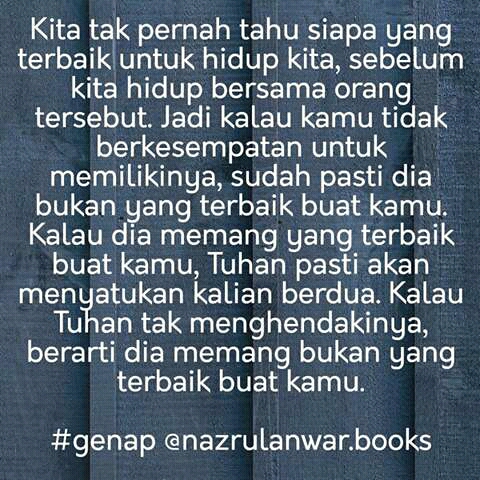 Kita tak pernah tahu siapa yang
terbaik untuk hidup kita, sebelum
kita hidup bersama orang
tersebut. Jadi kalau kamu tidak
berkesempatan untuk
memilikinya, sudah pasti dia
bukan yang terbaik buat kamu.
Kalau dia memang yang terbaik
buat kamu, Tuhan pasti akan
menyatukan kalian berdua. Kalau
Tuhan tak menghendakinya,
berarti dia memang bukan yang
terbaik buat kamu.
#genap @nazrulanwar.books